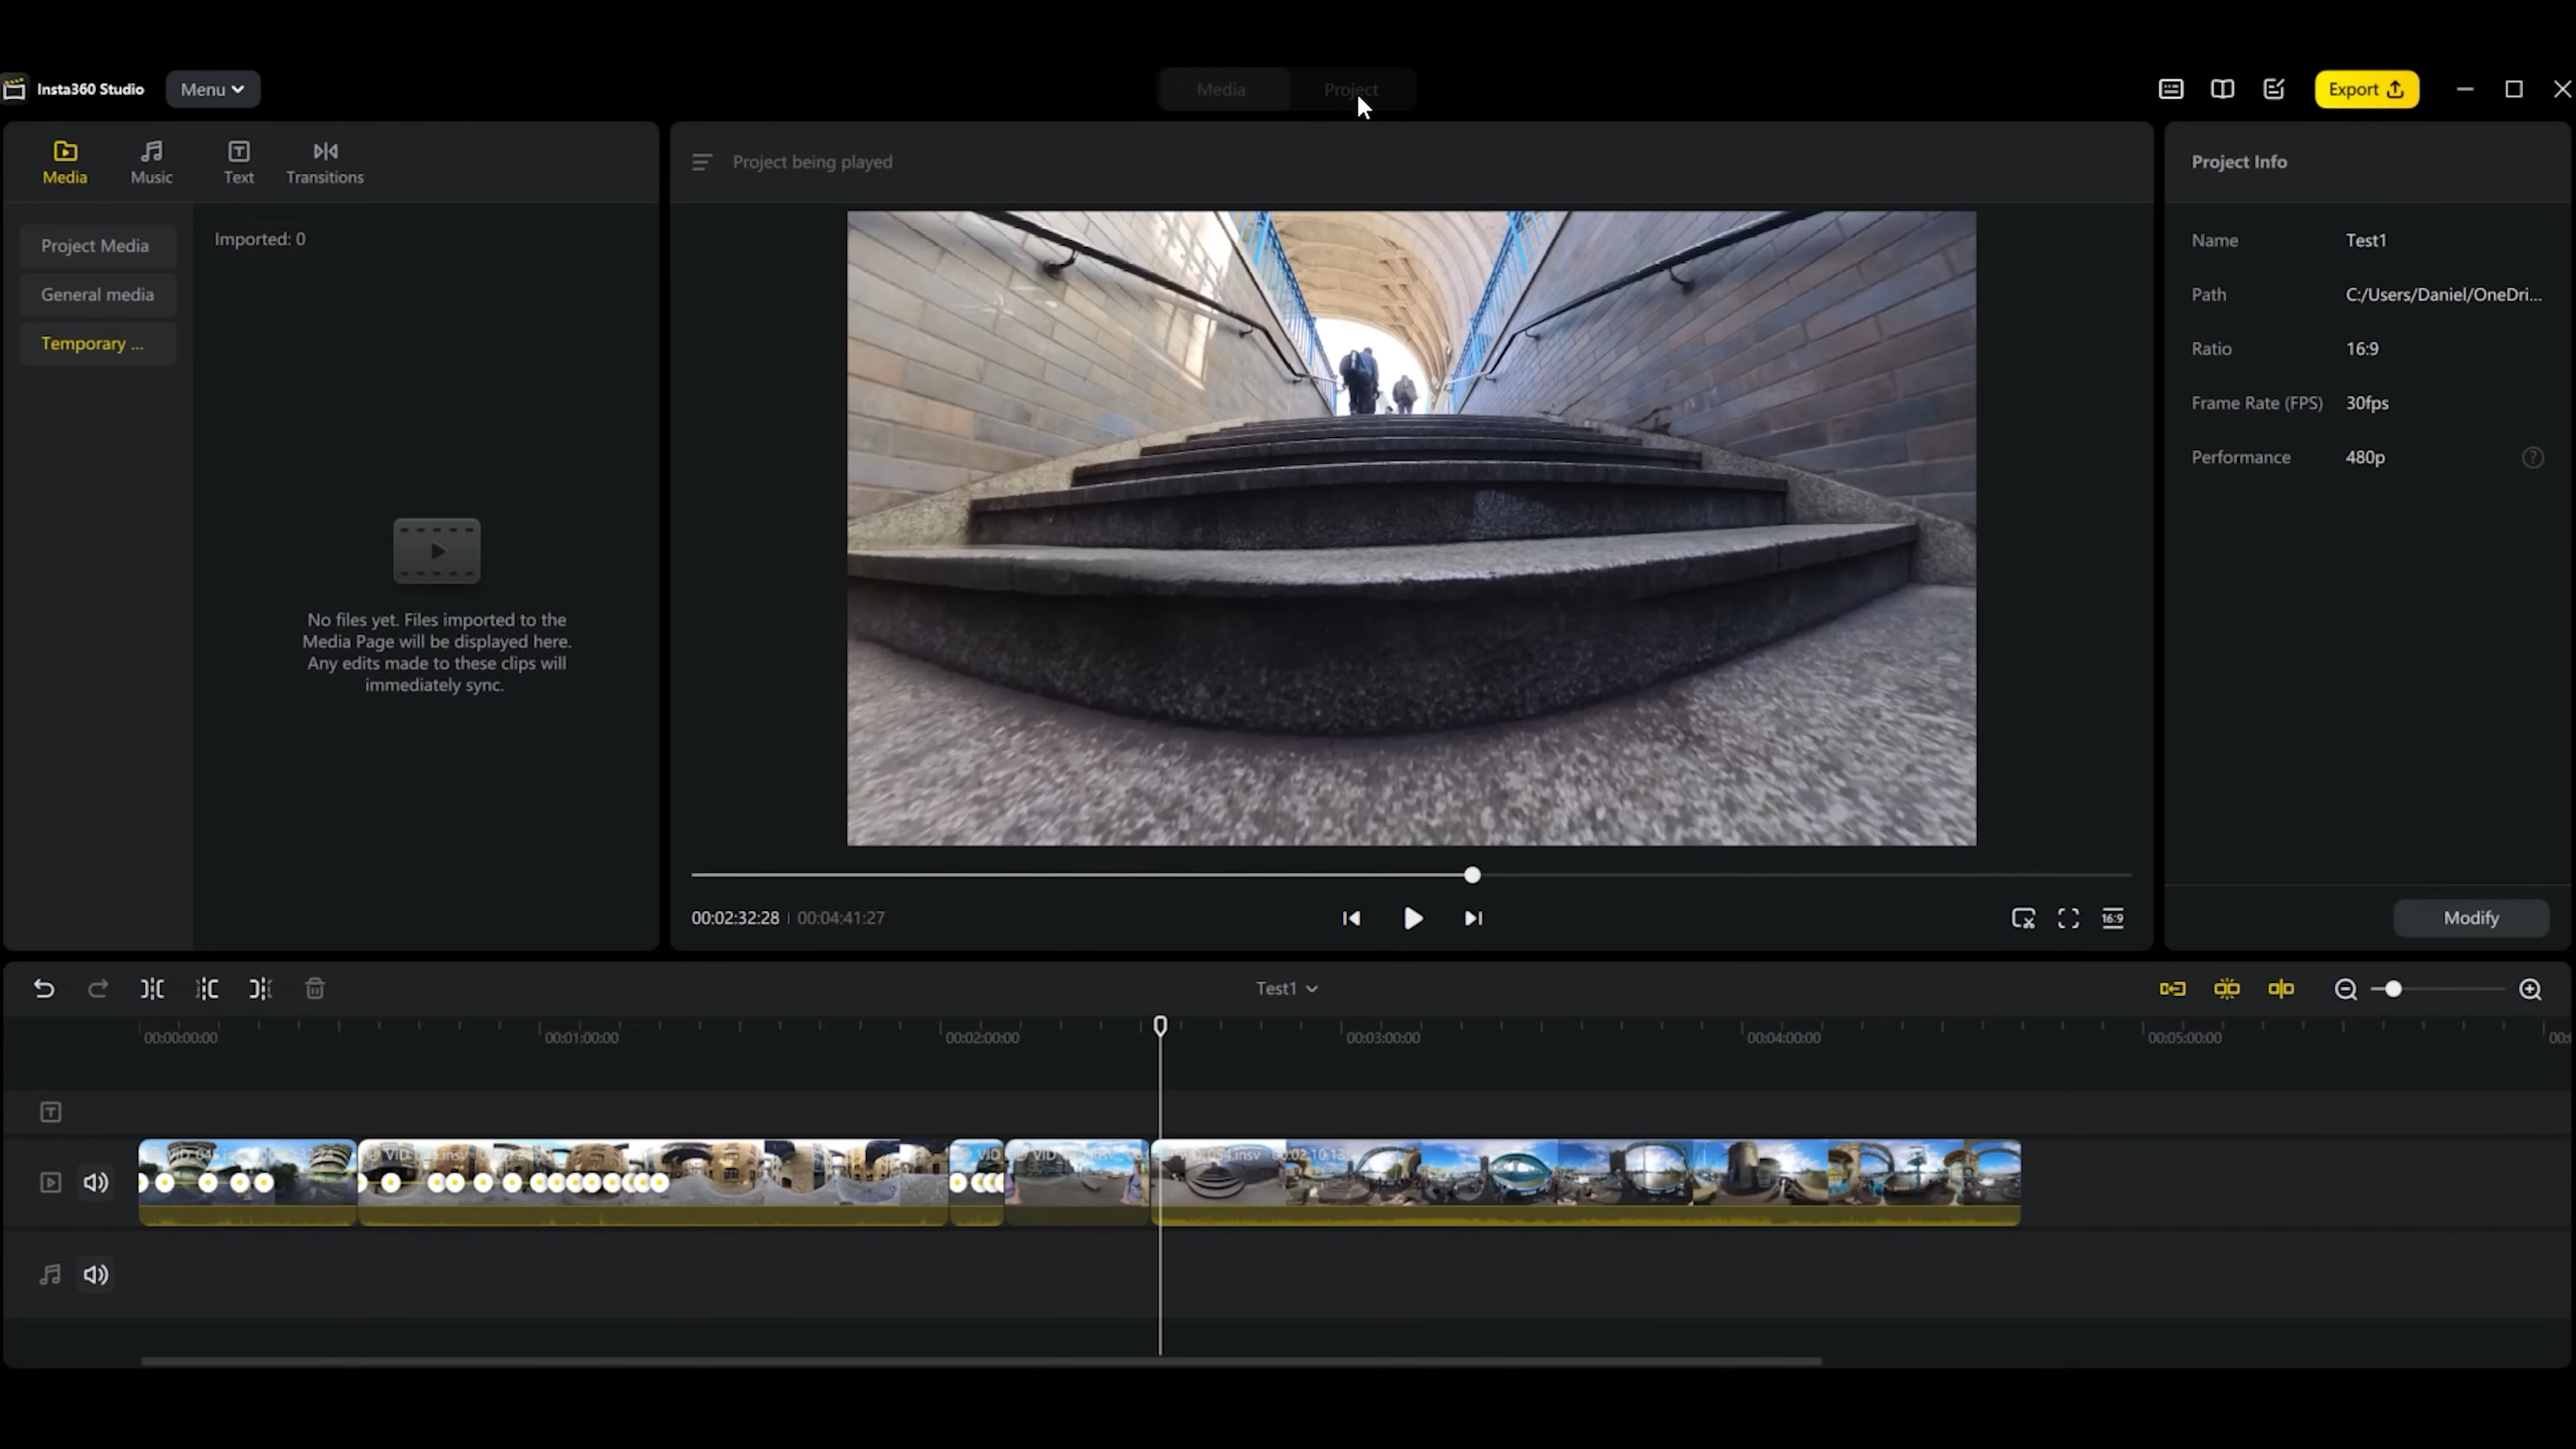 Insta360 Studio
Menu
Media
Project
Export
Media
Music
Text
Transitions
Project being played
Project Info
Project Media
General media
Temporary ...
Imported: 0
No files yet. Files imported to the
Media Page will be displayed here.
Any edits made to these clips will
immediately sync.
Name
Test1
Path
C:/Users/Daniel/OneDri...
Ratio
16:9
Frame Rate (FPS)
30fps
Performance
480p
?
00:02:32:28 | 00:04:41:27
16:9
Modify
Test1
00:00:00:00
00:01:00:00
00:02:00:00
00:03:00:00
00:04:00:00
00:05:00:00
VID